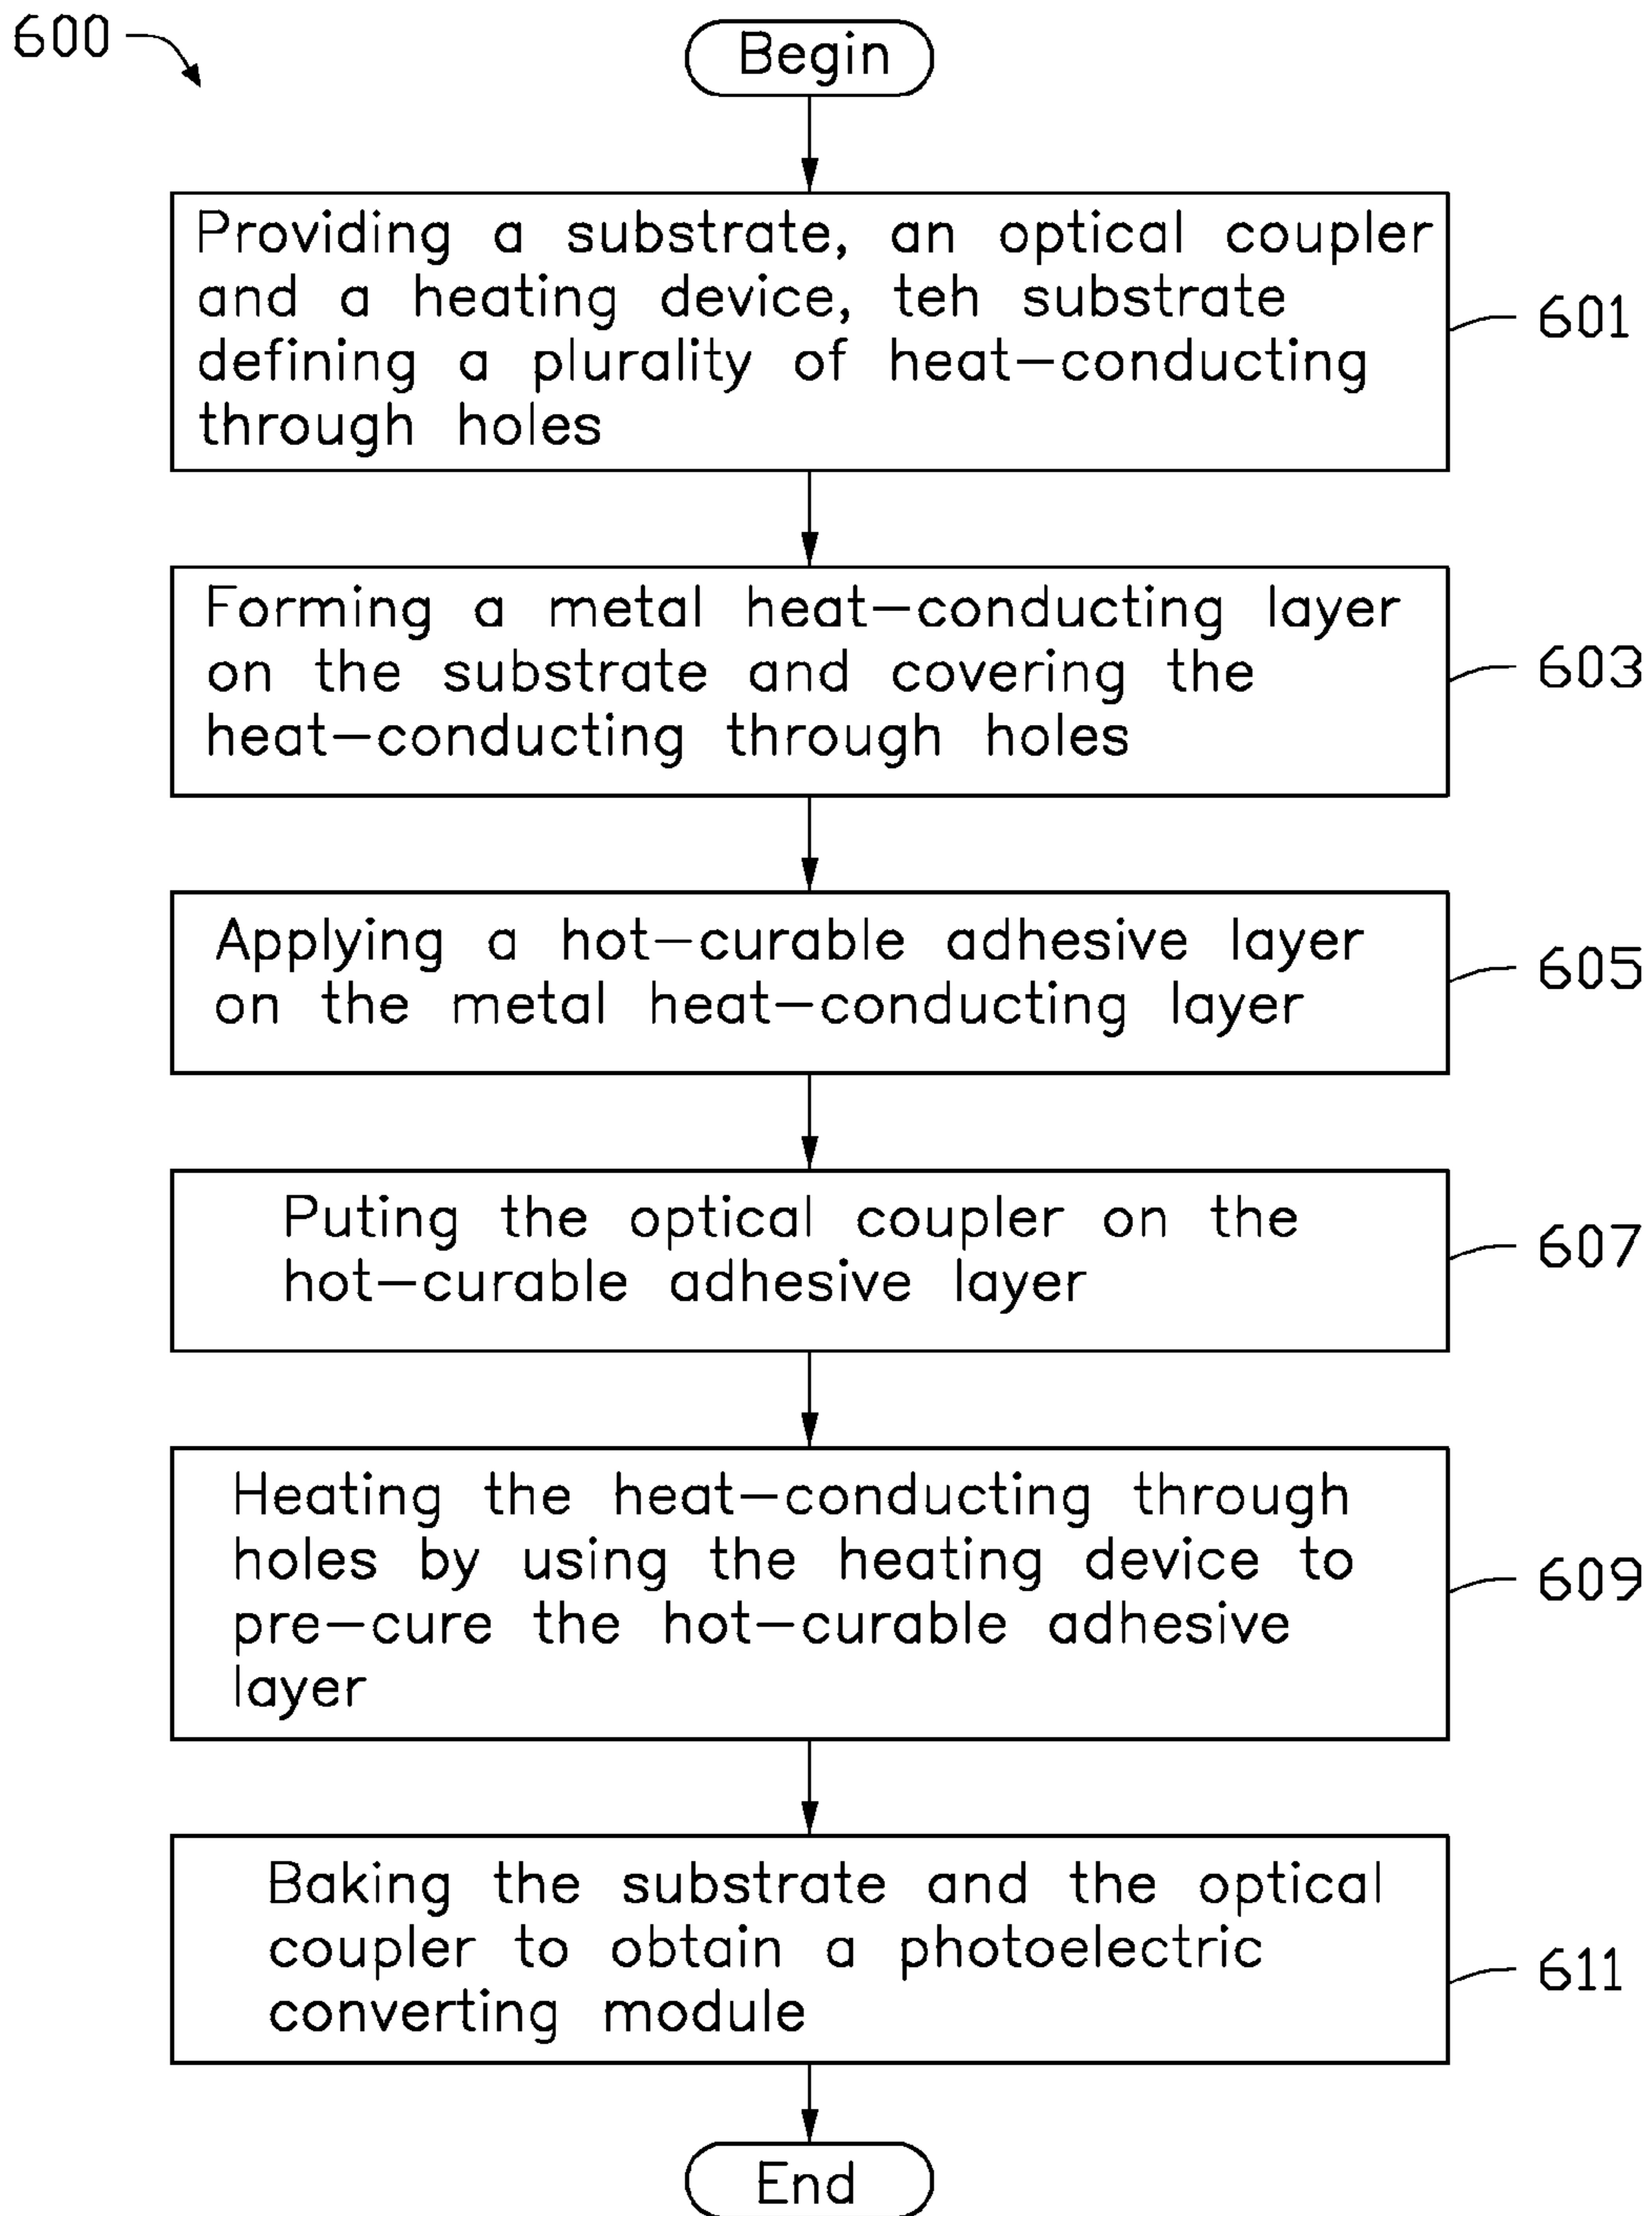 600
Begin
Providing a substrate, an optical coupler
and a heating device, teh substrate
defining a plurality of heat-conducting
through holes
601
Forming a metal heat-conducting layer
on the substrate and covering the
heat-conducting through holes
603
Applying a hot-curable adhesive layer
on the metal heat-conducting layer
605
Puting the optical coupler on the
hot-curable adhesive layer
607
Heating the heat-conducting through
holes by using the heating device to
pre-cure the hot-curable adhesive
layer
609
Baking the substrate and the optical
coupler to obtain a photoelectric
converting module
611
End